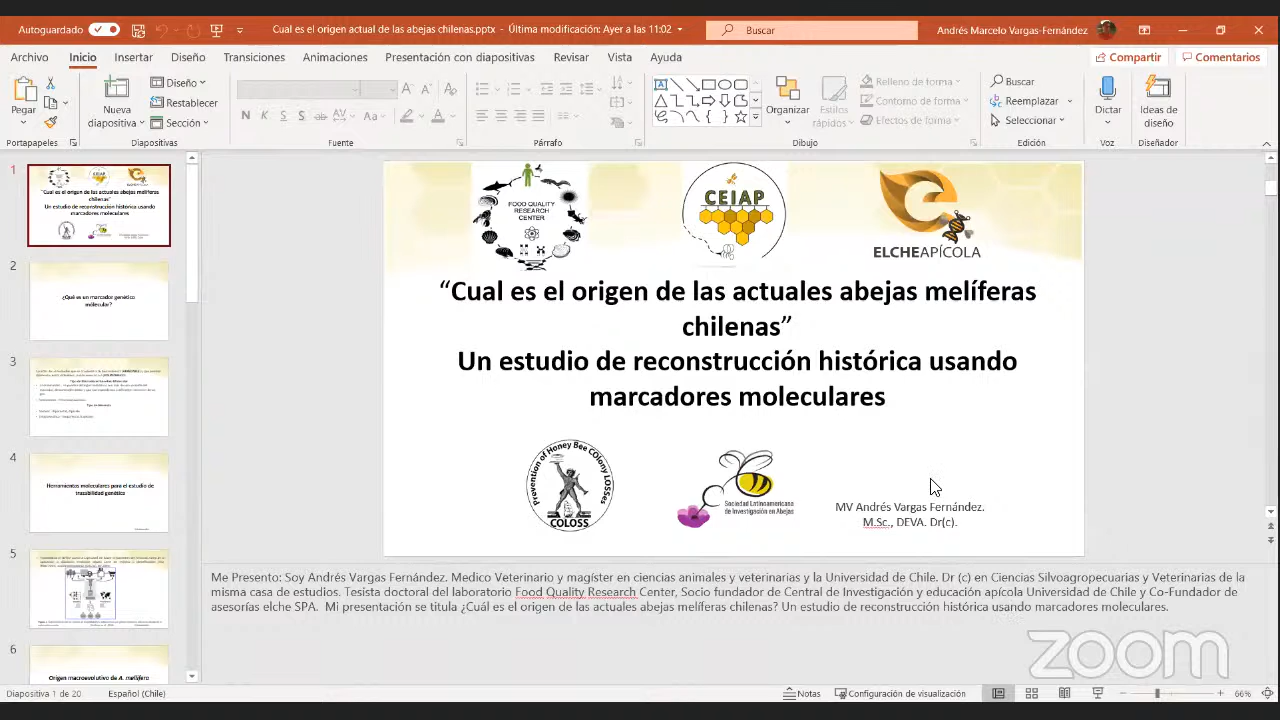 Autoguardado
Cual es el origen actual de las abejas chilenas.pptx - Última modificación: Ayer a las 11:02
Buscar
Andrés Marcelo Vargas-Fernández
Archivo Inicio Insertar Diseño Transiciones Animaciones Presentación con diapositivas Revisar Vista Ayuda
Compartir Comentarios
Pegar
Nueva diapositiva
Diseño
Restablecer
Sección
Organizar
Estilos rápidos
Relleno de forma
Contorno de forma
Efectos de forma
Buscar
Reemplazar
Seleccionar
Dictar
Ideas de diseño
Portapapeles Diapositivas Fuente Párrafo Dibujo Edición Voz Diseñador
1
"Cual es el origen de las actuales abejas melíferas
chilenas"
Un estudio de reconstrucción histórica usando
marcadores moleculares
2
¿Qué es un marcador genético
molecular?
3
4
Herramientas moleculares para el estudio de
trazabilidad genética
5
6
Origen macroevolutivo de A. mellifera
FOOD QUALITY
RESEARCH
CENTER
CEIAP
ELCHEAPÍCOLA
“Cual es el origen de las actuales abejas melíferas
chilenas”
Un estudio de reconstrucción histórica usando
marcadores moleculares
Prevention of Honey Bee COlony LOSSes
COLOSS
Sociedad Latinoamericana
de Investigación en Abejas
MV Andrés Vargas Fernández.
M.Sc., DEVA. Dr(c).
Me Presento: Soy Andrés Vargas Fernández. Medico Veterinario y magíster en ciencias animales y veterinarias y la Universidad de Chile. Dr (c) en Ciencias Silvoagropecuarias y Veterinarias de la
misma casa de estudios. Tesísta doctoral del laboratorio Food Quality Research Center, Socio fundador de Central de Investigación y educación apícola Universidad de Chile y Co-Fundador de
asesorías elche SPA. Mi presentación se titula ¿Cuál es el origen de las actuales abejas melíferas chilenas? Un estudio de reconstrucción histórica usando marcadores moleculares.
zoom
Diapositiva 1 de 20 Español (Chile) Notas Configuración de visualización 66%